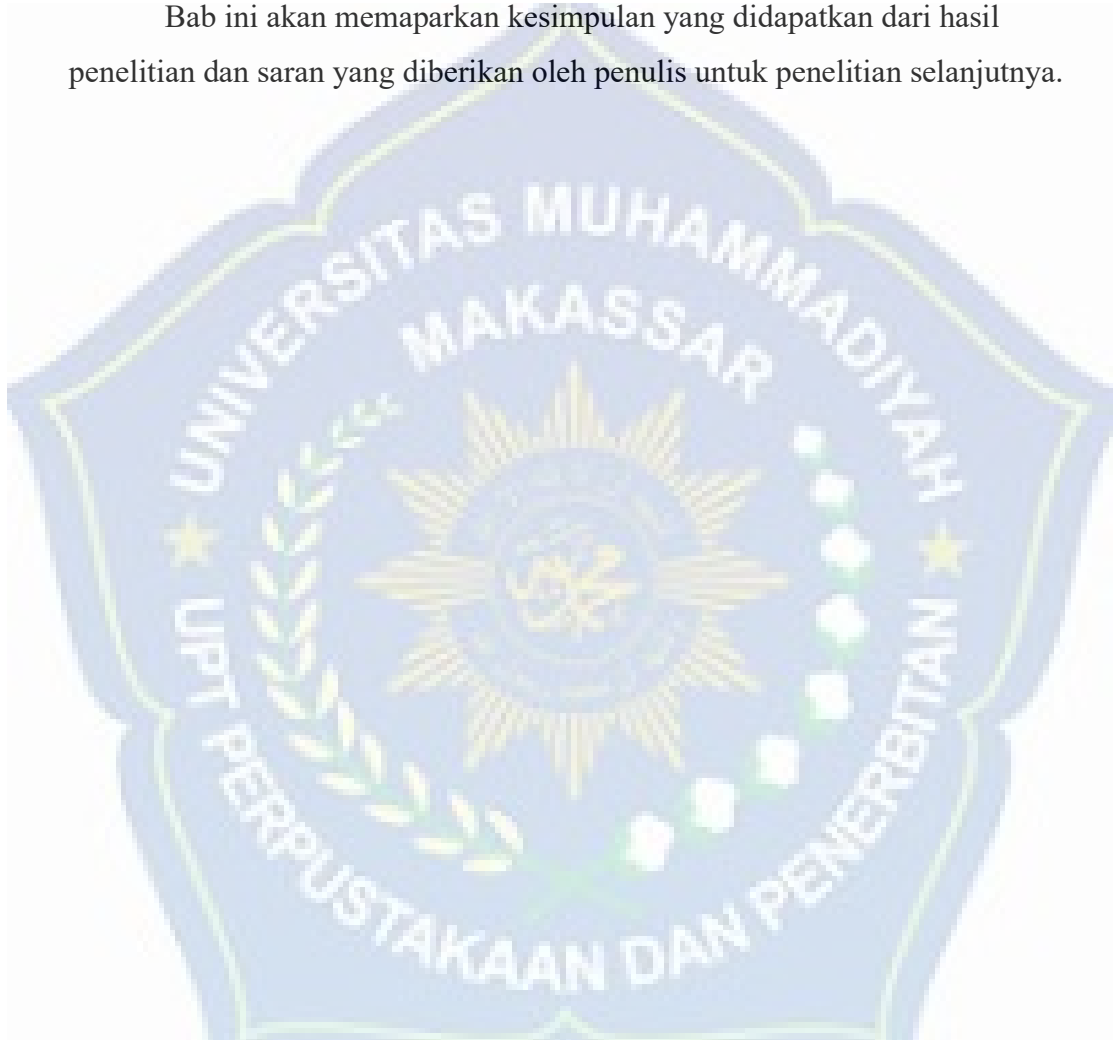 Bab ini akan memaparkan kesimpulan yang didapatkan dari hasil
penelitian dan saran yang diberikan oleh penulis untuk penelitian selanjutnya.
UNIVERSITAS MUHAMMADIYAH
MAKASSAR
UPT PERPUSTAKAAN DAN PENERBITAN